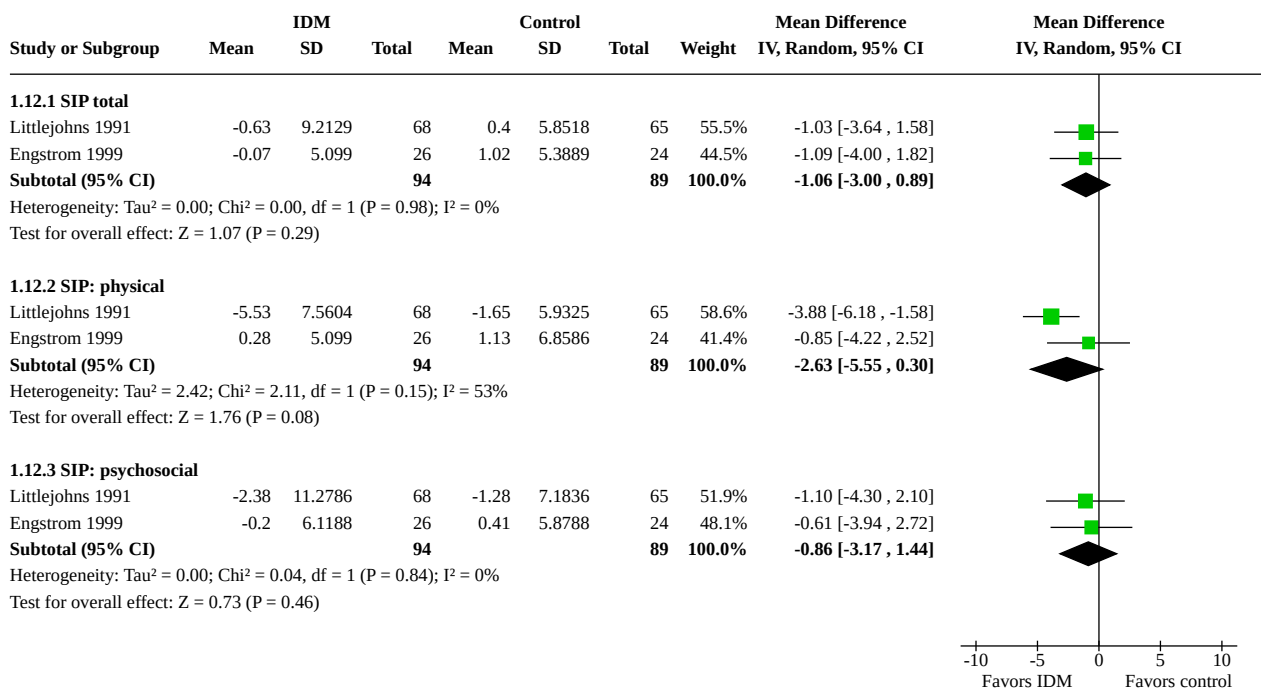 IDM Control Mean Difference Mean Difference
Study or Subgroup Mean SD Total Mean SD Total Weight IV, Random, 95% CI IV, Random, 95% CI
1.12.1 SIP total
Littlejohns 1991 -0.63 9.2129 68 0.4 5.8518 65 55.5% -1.03 [-3.64 , 1.58]
Engstrom 1999 -0.07 5.099 26 1.02 5.3889 24 44.5% -1.09 [-4.00 , 1.82]
Subtotal (95% CI) 94 89 100.0% -1.06 [-3.00 , 0.89]
Heterogeneity: Tau² = 0.00; Chi² = 0.00, df = 1 (P = 0.98); I² = 0%
Test for overall effect: Z = 1.07 (P = 0.29)
1.12.2 SIP: physical
Littlejohns 1991 -5.53 7.5604 68 -1.65 5.9325 65 58.6% -3.88 [-6.18 , -1.58]
Engstrom 1999 0.28 5.099 26 1.13 6.8586 24 41.4% -0.85 [-4.22 , 2.52]
Subtotal (95% CI) 94 89 100.0% -2.63 [-5.55 , 0.30]
Heterogeneity: Tau² = 2.42; Chi² = 2.11, df = 1 (P = 0.15); I² = 53%
Test for overall effect: Z = 1.76 (P = 0.08)
1.12.3 SIP: psychosocial
Littlejohns 1991 -2.38 11.2786 68 -1.28 7.1836 65 51.9% -1.10 [-4.30 , 2.10]
Engstrom 1999 -0.2 6.1188 26 0.41 5.8788 24 48.1% -0.61 [-3.94 , 2.72]
Subtotal (95% CI) 94 89 100.0% -0.86 [-3.17 , 1.44]
Heterogeneity: Tau² = 0.00; Chi² = 0.04, df = 1 (P = 0.84); I² = 0%
Test for overall effect: Z = 0.73 (P = 0.46)
-10 -5 0 5 10
Favors IDM Favors control